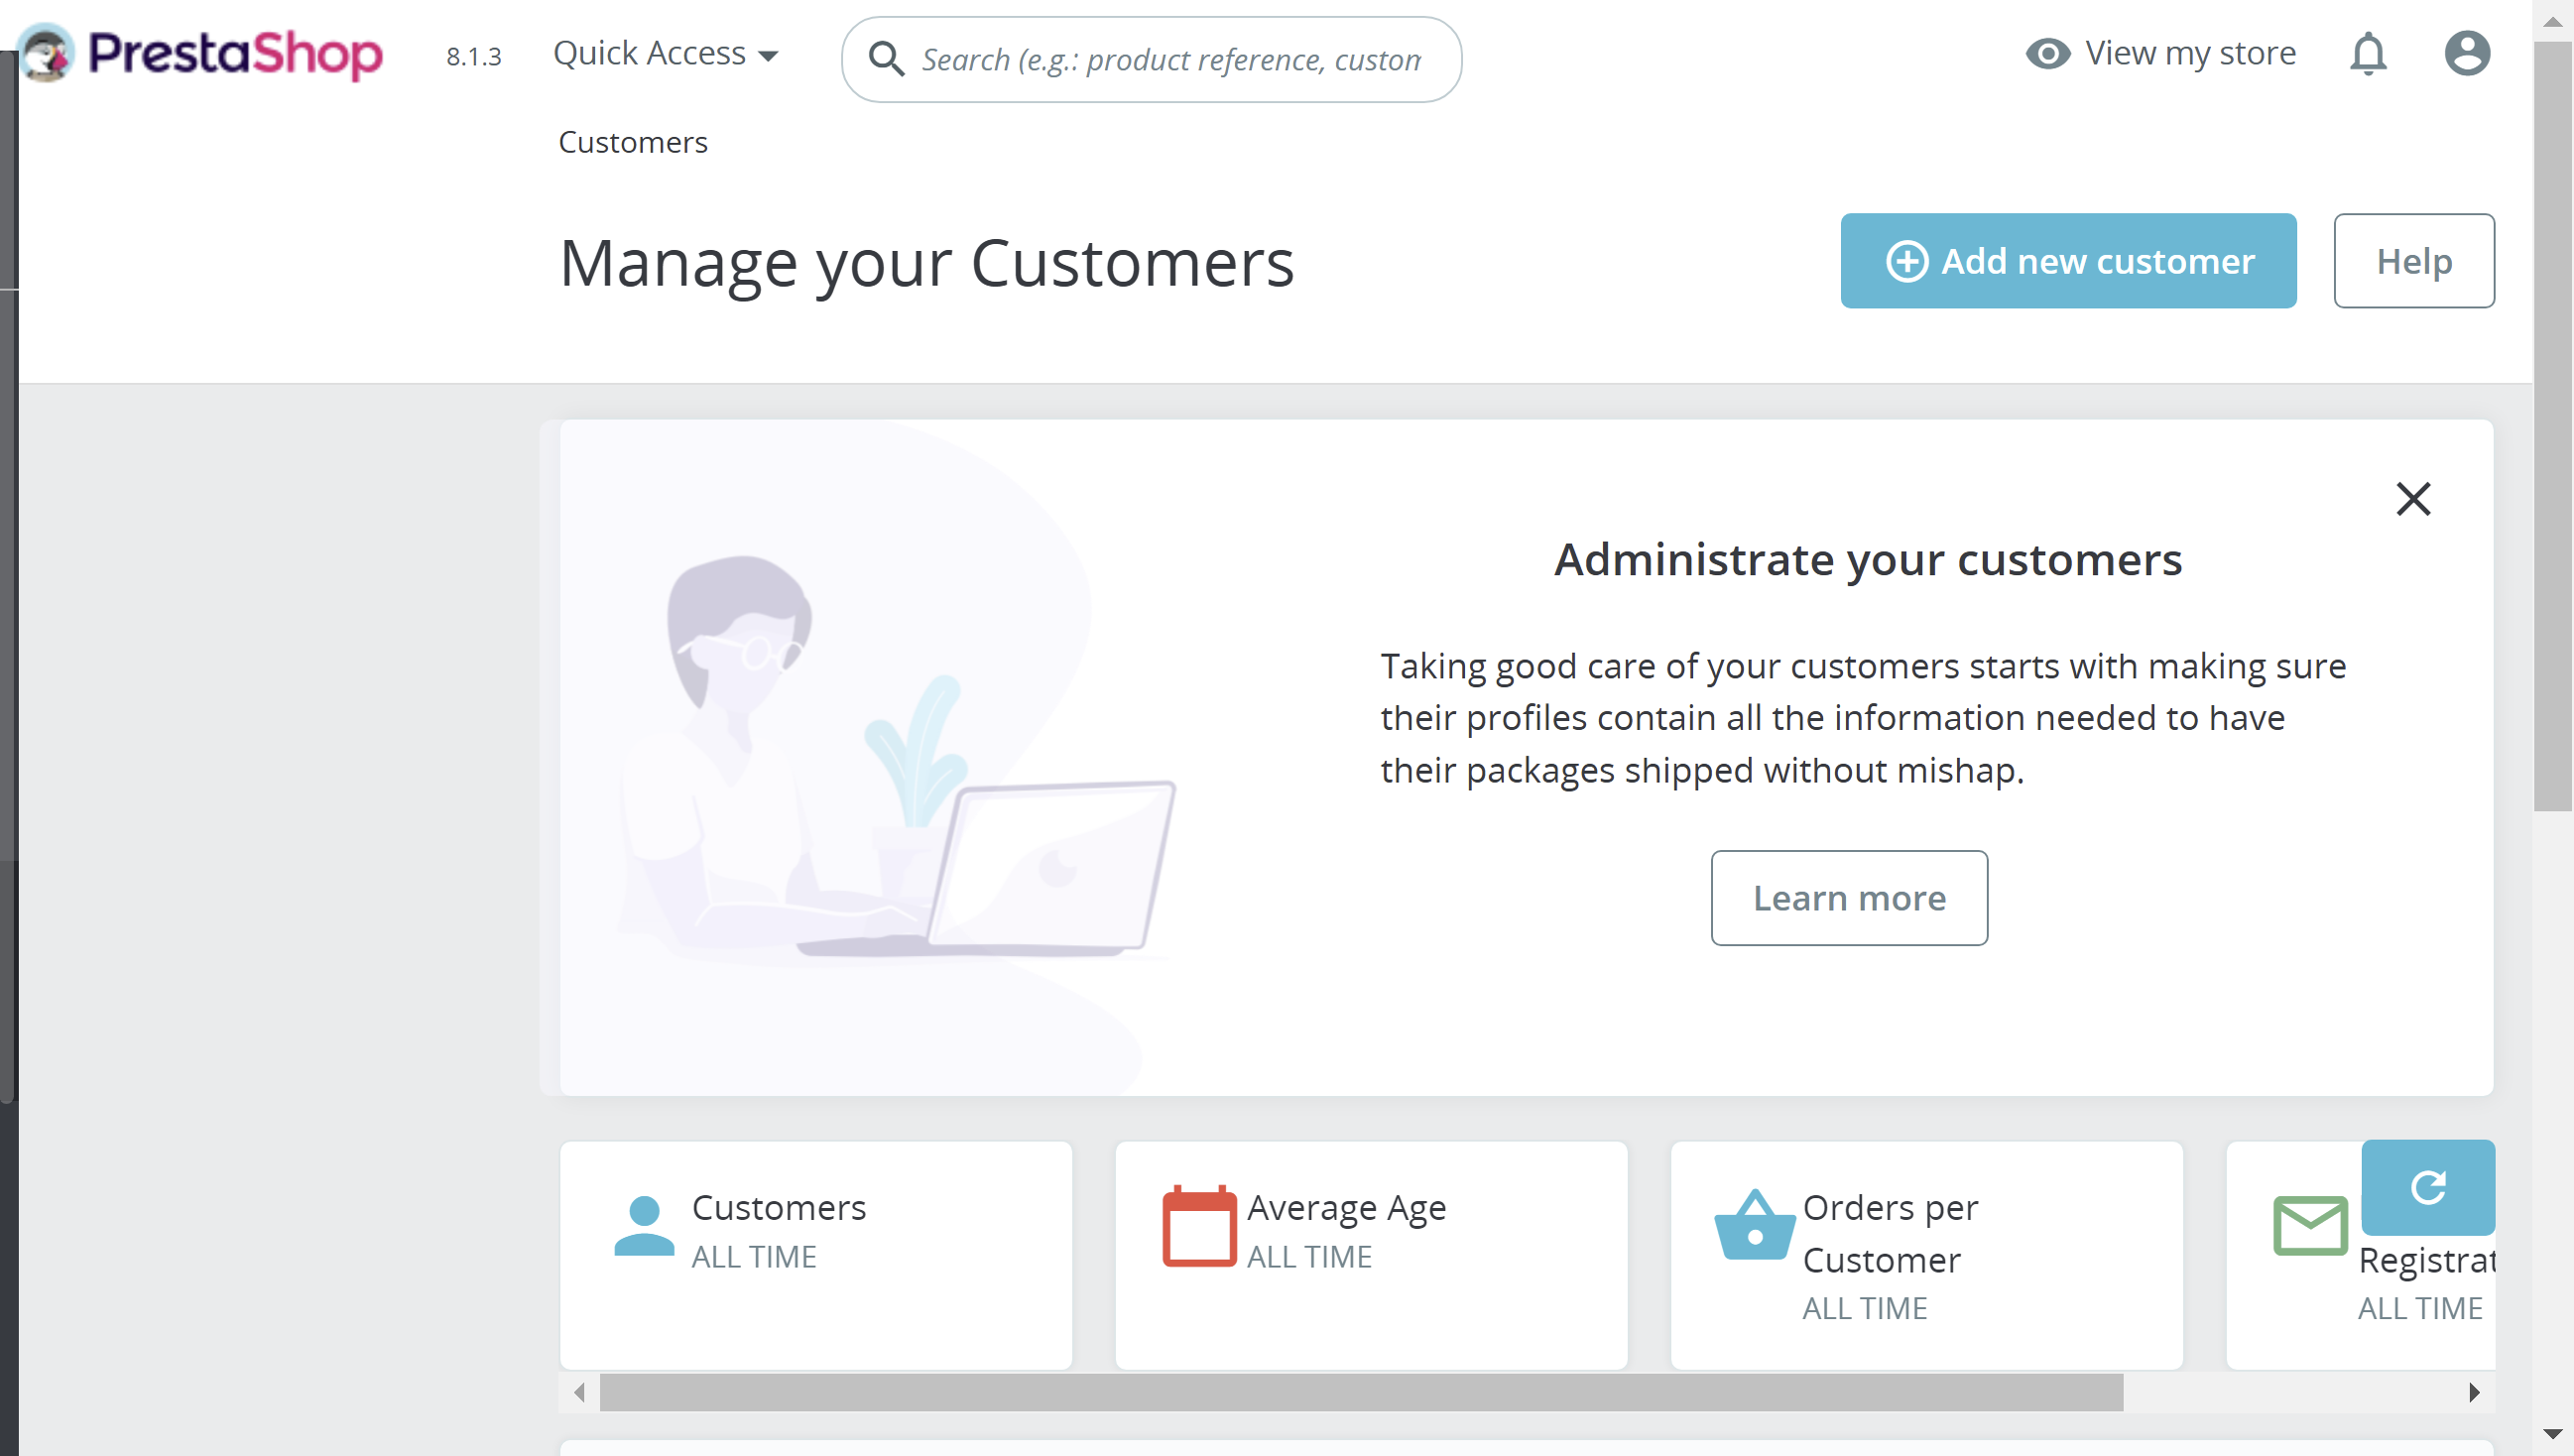 PrestaShop
8.1.3
Quick Access
Search (e.g.: product reference, custon
View my store
Customers
Manage your Customers
Add new customer
Help
Administrate your customers
Taking good care of your customers starts with making sure
their profiles contain all the information needed to have
their packages shipped without mishap.
Learn more
Customers
ALL TIME
Average Age
ALL TIME
Orders per
Customer
ALL TIME
Registrat
ALL TIME